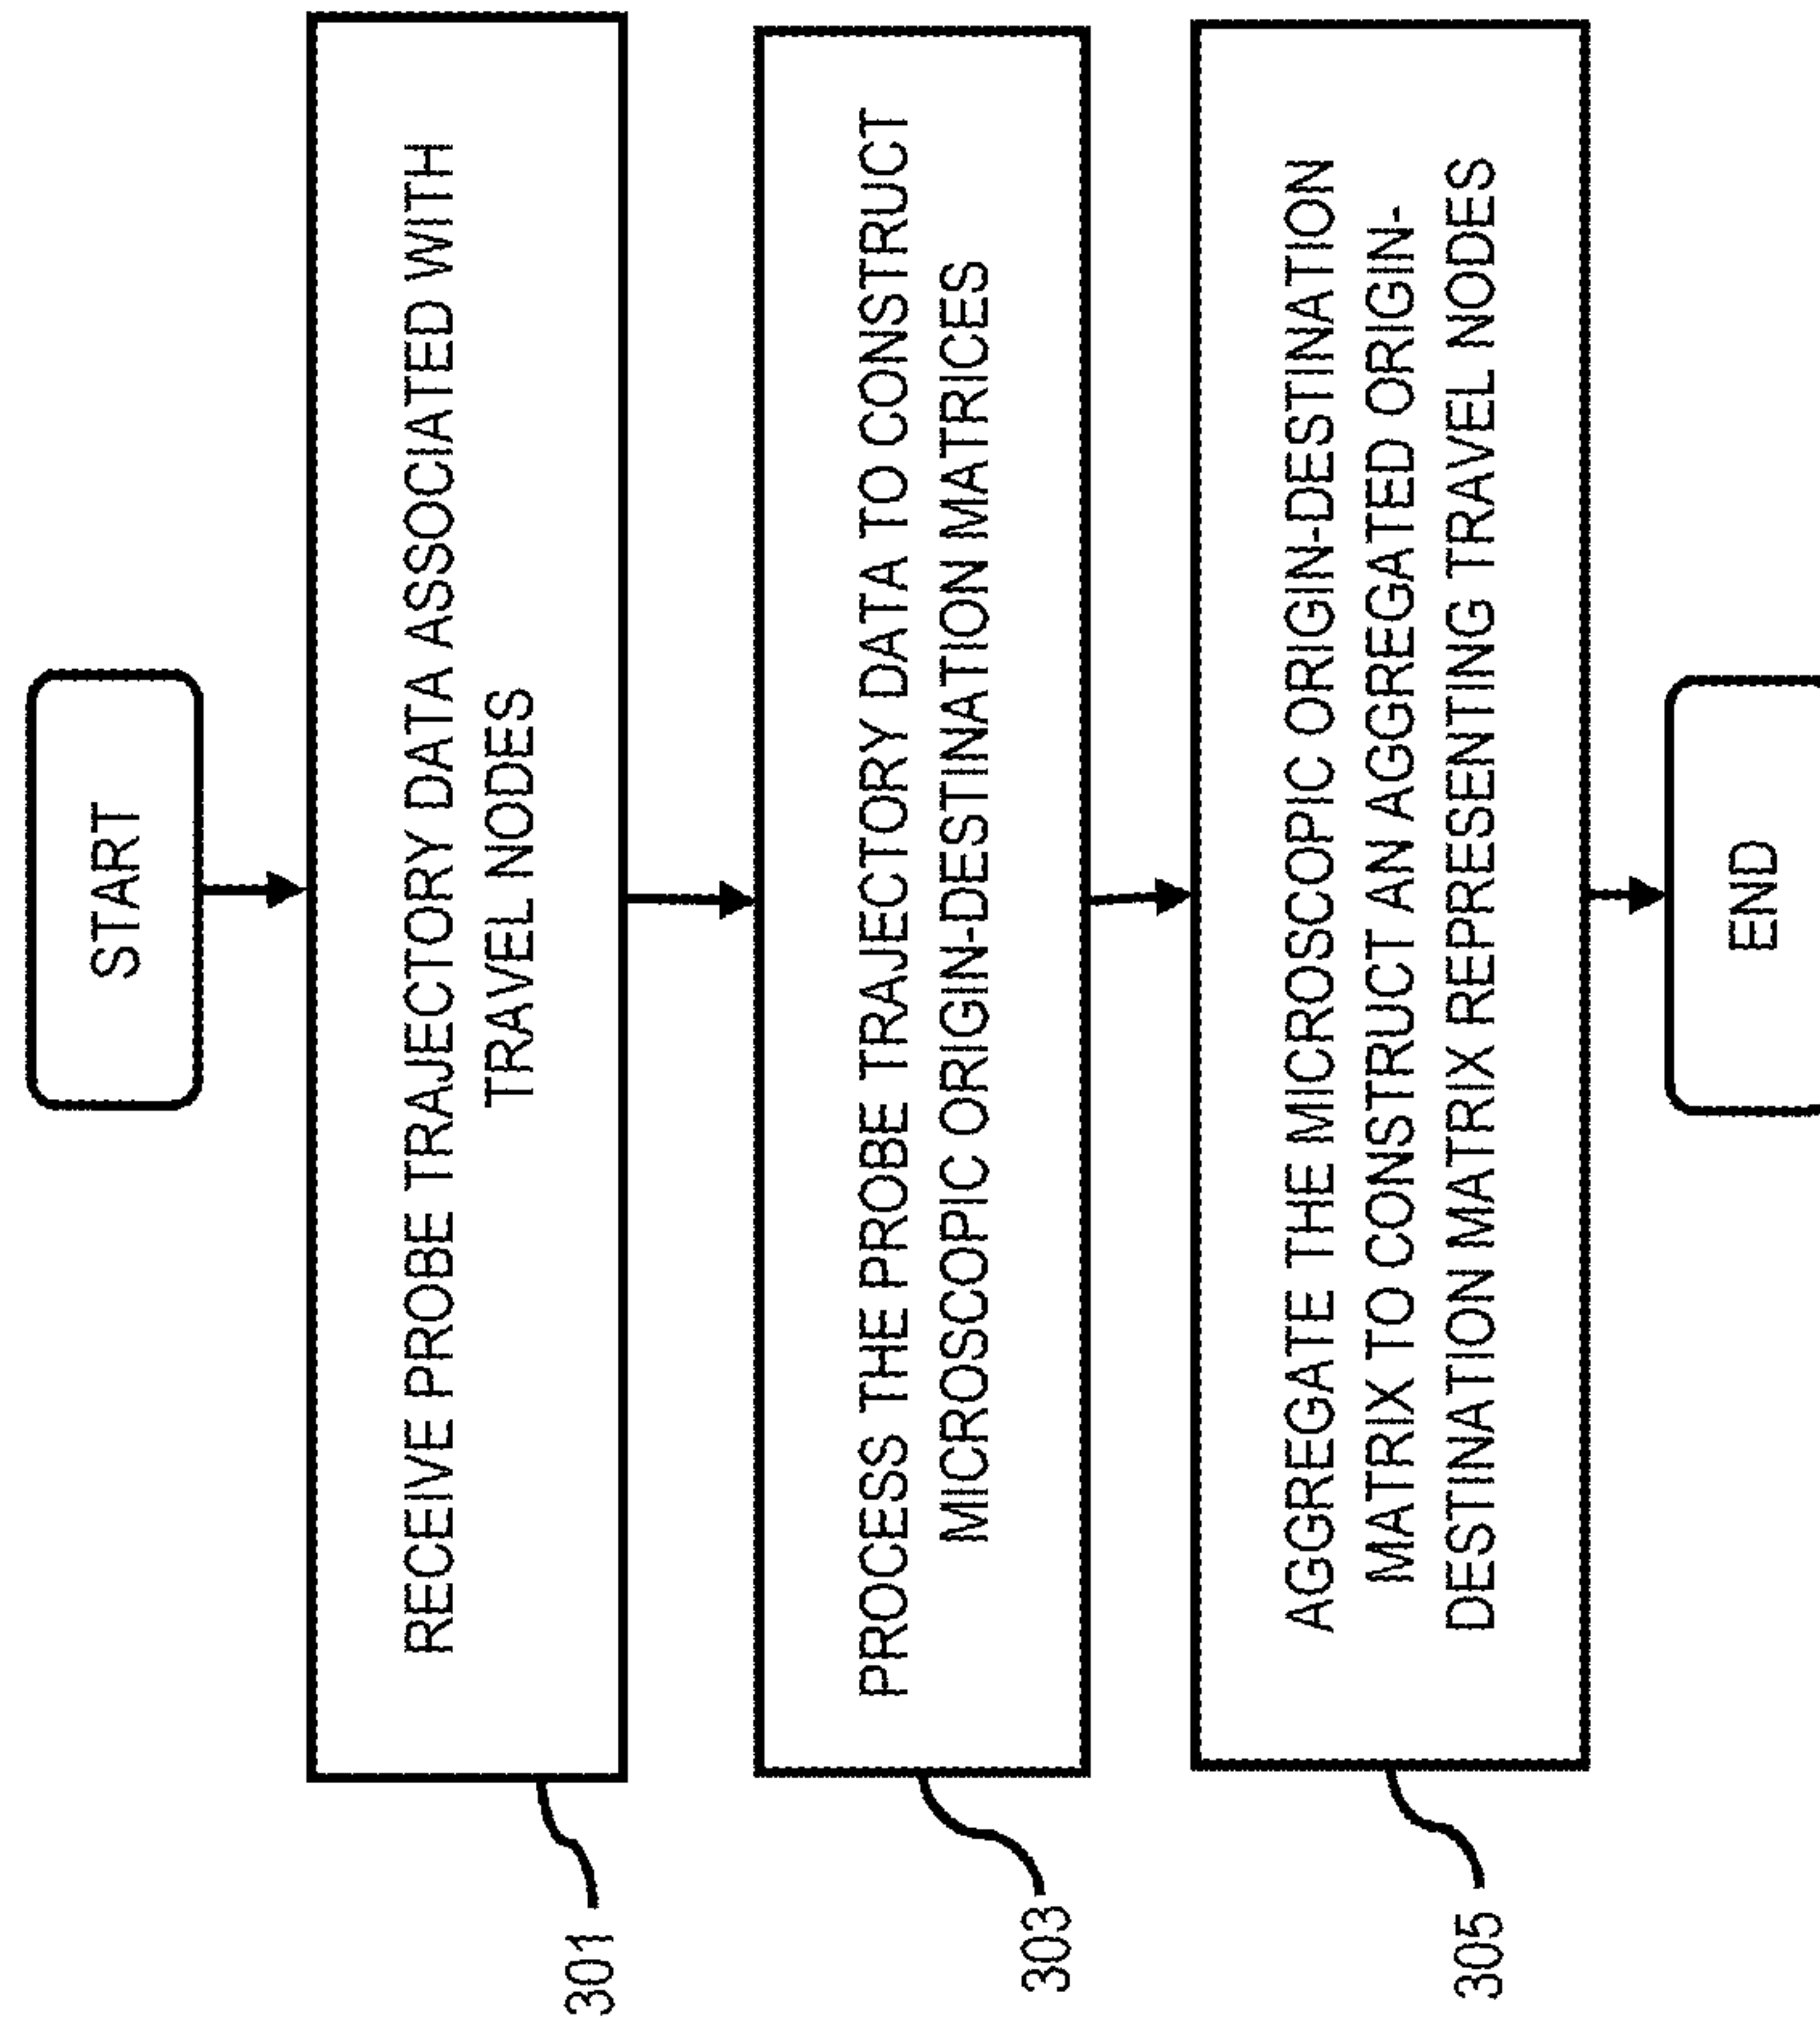 START
RECEIVE PROBE TRAJECTORY DATA ASSOCIATED WITH
TRAVEL NODES
301
PROCESS THE PROBE TRAJECTORY DATA TO CONSTRUCT
MICROSCOPIC ORIGIN-DESTINATION MATRICES
303
AGGREGATE THE MICROSCOPIC ORIGIN-DESTINATION
MATRIX TO CONSTRUCT AN AGGREGATED ORIGIN-
DESTINATION MATRIX REPRESENTING TRAVEL NODES
305
END